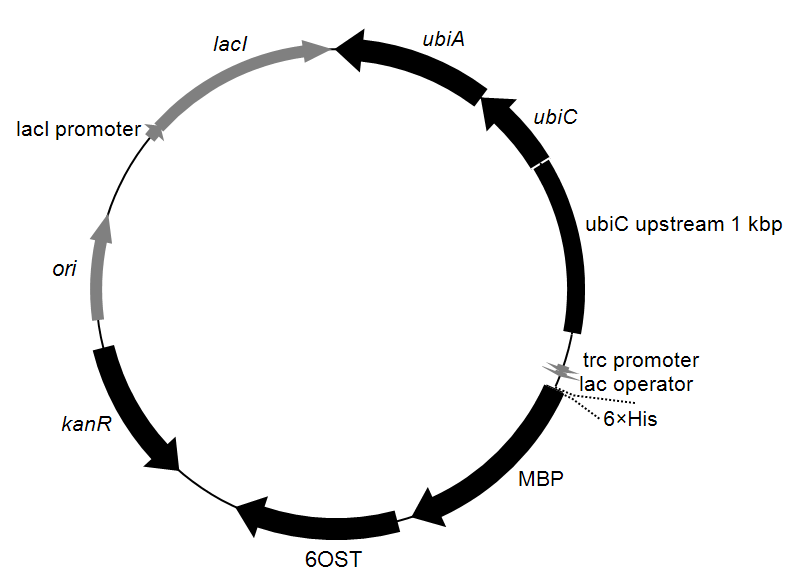 lacI
ubiA
ubiC
lacI promoter
ubiC upstream 1 kbp
ori
trc promoter
lac operator
6×His
kanR
MBP
6OST